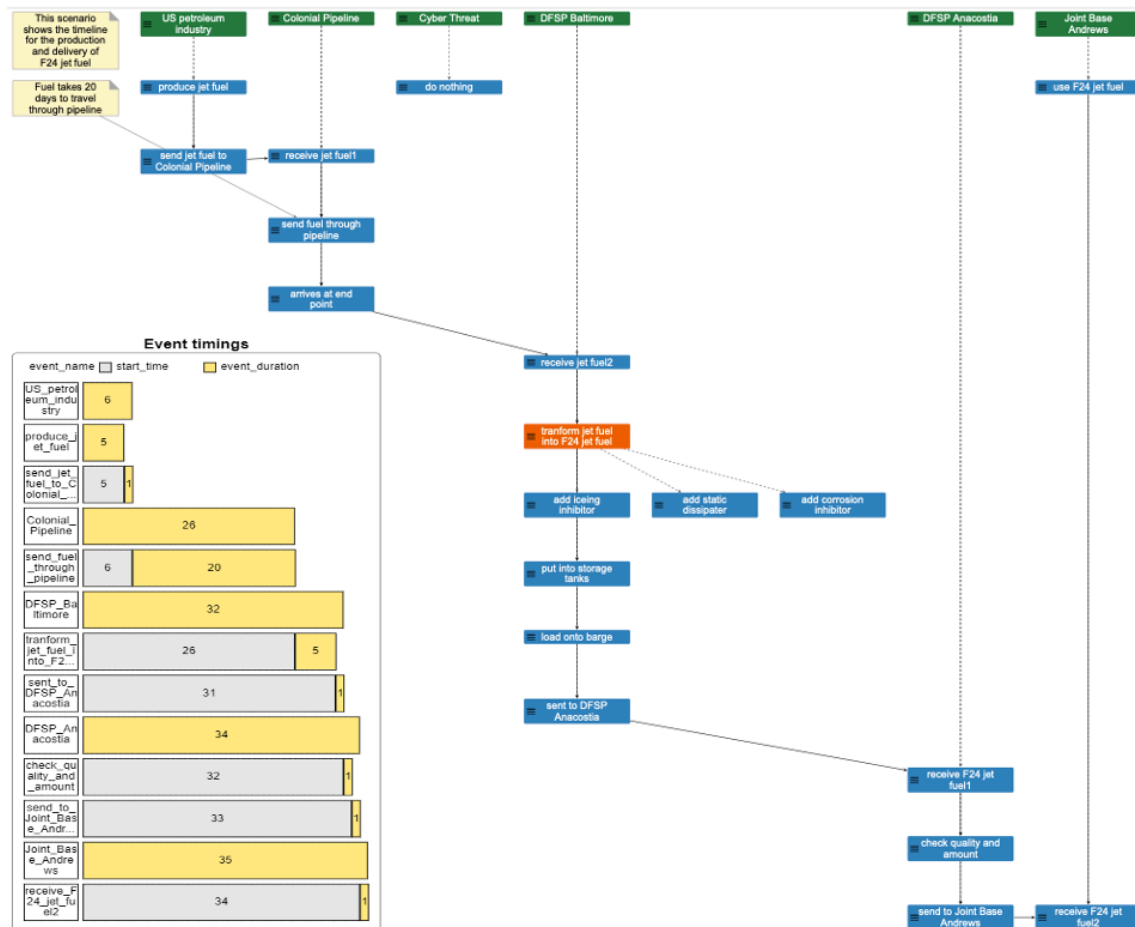 This scenario
shows the timeline
for the production
and delivery of
F24 jet fuel
US petroleum
industry
Colonial Pipeline
Cyber Threat
DFSP Baltimore
DFSP Anacostia
Joint Base
Andrews
Fuel takes 20
days to travel
through pipeline
produce jet fuel
do nothing
use F24 jet fuel
send jet fuel to
Colonial Pipeline
receive jet fuel1
send fuel through
pipeline
arrives at end
point
receive jet fuel2
tranform jet fuel
into F24 jet fuel
add iceing
inhibitor
add static
dissipater
add corrosion
inhibitor
put into storage
tanks
load onto barge
sent to DFSP
Anacostia
receive F24 jet
fuel1
check quality and
amount
send to Joint Base
Andrews
receive F24 jet
fuel2
Event timings
event_name start_time event_duration
US_petrol
eum_indu
stry
6
produce_j
et_fuel
5
send_jet_
fuel_to_C
olonial_...
5 1
Colonial_
Pipeline
26
send_fuel
_through
_pipeline
6 20
DFSP_Ba
ltimore
32
tranform_
jet_fuel_i
nto_F2...
26 5
sent_to_
DFSP_An
acostia
31 1
DFSP_An
acostia
34
check_qu
ality_and
_amount
32 1
send_to_
Joint_Bas
e_Andr...
33 1
Joint_Bas
e_Andre
ws
35
receive_F
24_jet_fu
el2
34 1